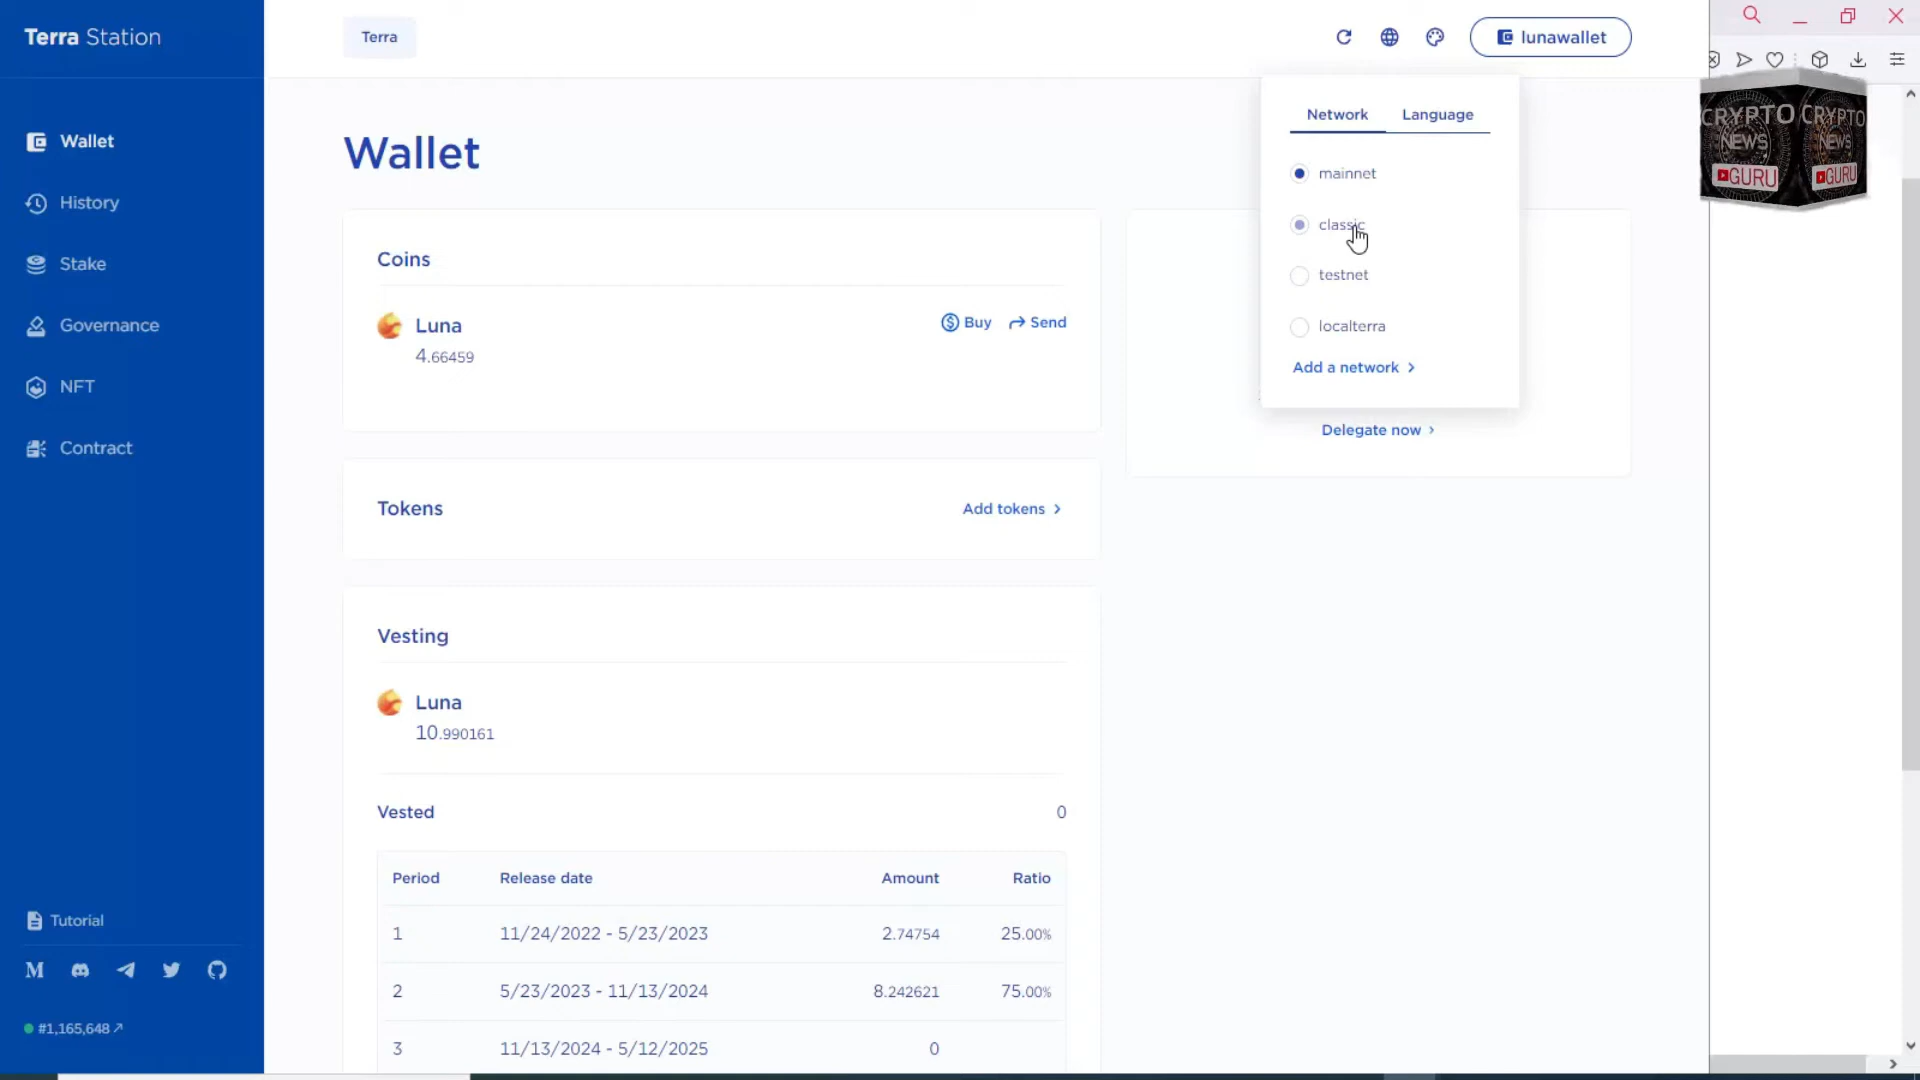 Terra Station
Terra
lunawallet
Wallet
History
Stake
Governance
NFT
Contract
Tutorial
#1,165,648
Wallet
Coins
Luna
4.66459
Buy
Send
Tokens
Add tokens
Vesting
Luna
10.990161
Vested 0
Period Release date Amount Ratio
1 11/24/2022 - 5/23/2023 2.74754 25.00%
2 5/23/2023 - 11/13/2024 8.242621 75.00%
3 11/13/2024 - 5/12/2025 0
Network Language
mainnet
classic
testnet
localterra
Add a network
Delegate now
CRYPTO
NEWS
GURU
CRYPTO
NEWS
GURU